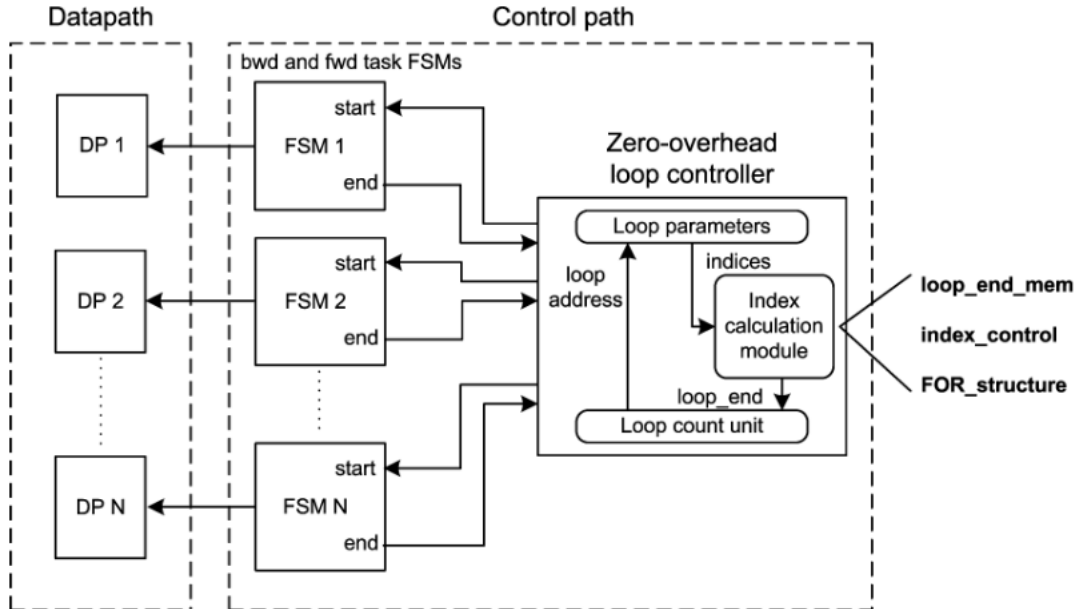 Datapath
Control path
bwd and fwd task FSMs
start
DP 1
FSM 1
end
Zero-overhead
loop controller
Loop parameters
start
loop
address
indices
DP 2
FSM 2
Index
calculation
module
end
loop_end_mem
index_control
FOR_structure
loop_end
Loop count unit
start
DP N
FSM N
end